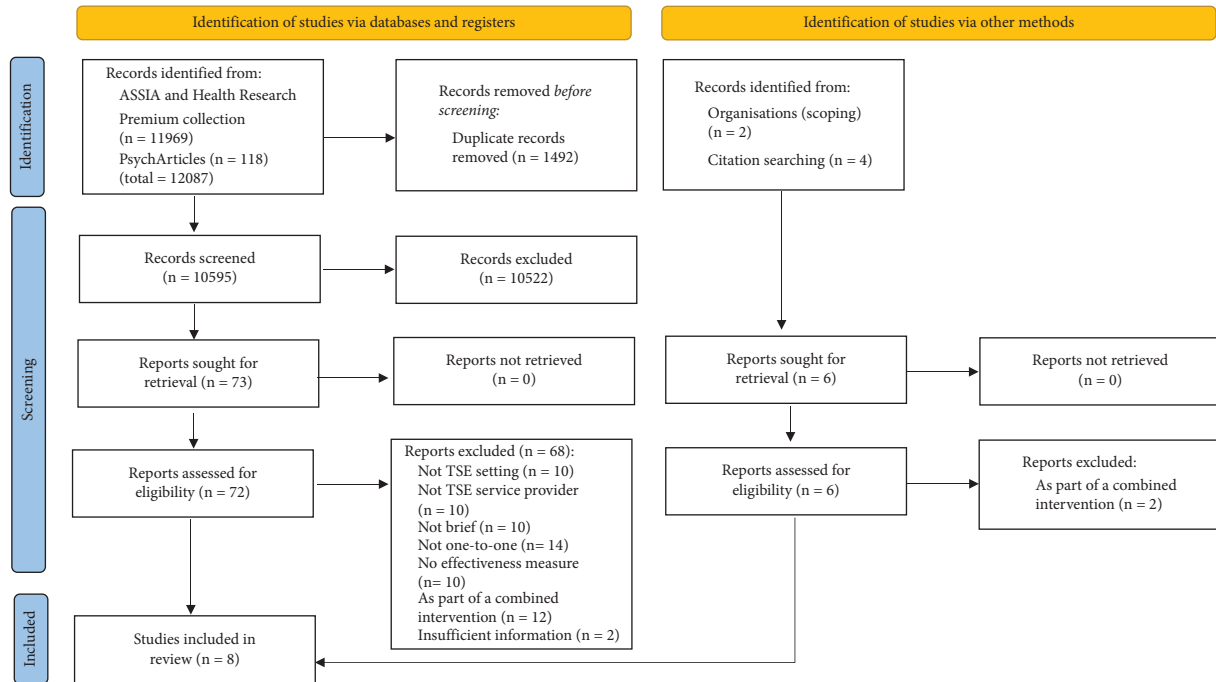 Identification of studies via databases and registers
Identification of studies via other methods
Identification
Records identified from:
ASSIA and Health Research
Premium collection
(n = 11969)
PsychArticles (n = 118)
(total = 12087)
Records removed before
screening:
Duplicate records
removed (n = 1492)
Records identified from:
Organisations (scoping)
(n = 2)
Citation searching (n = 4)
Screening
Records screened
(n = 10595)
Records excluded
(n = 10522)
Reports sought for
retrieval (n = 73)
Reports not retrieved
(n = 0)
Reports sought for
retrieval (n = 6)
Reports not retrieved
(n = 0)
Reports assessed for
eligibility (n = 72)
Reports excluded (n = 68):
Not TSE setting (n = 10)
Not TSE service provider
(n = 10)
Not brief (n = 10)
Not one-to-one (n= 14)
No effectiveness measure
(n= 10)
As part of a combined
intervention (n = 12)
Insufficient information (n = 2)
Reports assessed for
eligibility (n = 6)
Reports excluded:
As part of a combined
intervention (n = 2)
Included
Studies included in
review (n = 8)